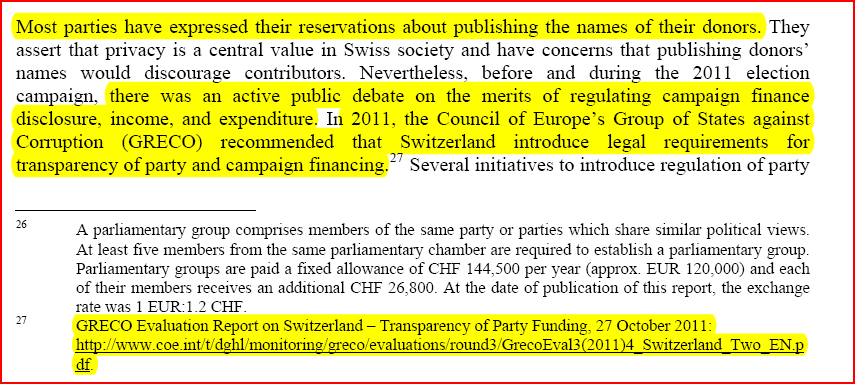 Most parties have expressed their reservations about publishing the names of their donors. They
assert that privacy is a central value in Swiss society and have concerns that publishing donors'
names would discourage contributors. Nevertheless, before and during the 2011 election
campaign, there was an active public debate on the merits of regulating campaign finance
disclosure, income, and expenditure. In 2011, the Council of Europe's Group of States against
Corruption (GRECO) recommended that Switzerland introduce legal requirements for
transparency of party and campaign financing.27 Several initiatives to introduce regulation of party
26 A parliamentary group comprises members of the same party or parties which share similar political views.
At least five members from the same parliamentary chamber are required to establish a parliamentary group.
Parliamentary groups are paid a fixed allowance of CHF 144,500 per year (approx. EUR 120,000) and each
of their members receives an additional CHF 26,800. At the date of publication of this report, the exchange
rate was 1 EUR:1.2 CHF.
27 GRECO Evaluation Report on Switzerland – Transparency of Party Funding, 27 October 2011:
http://www.coe.int/t/dghl/monitoring/greco/evaluations/round3/GrecoEval3(2011)4_Switzerland_Two_EN.p
df.